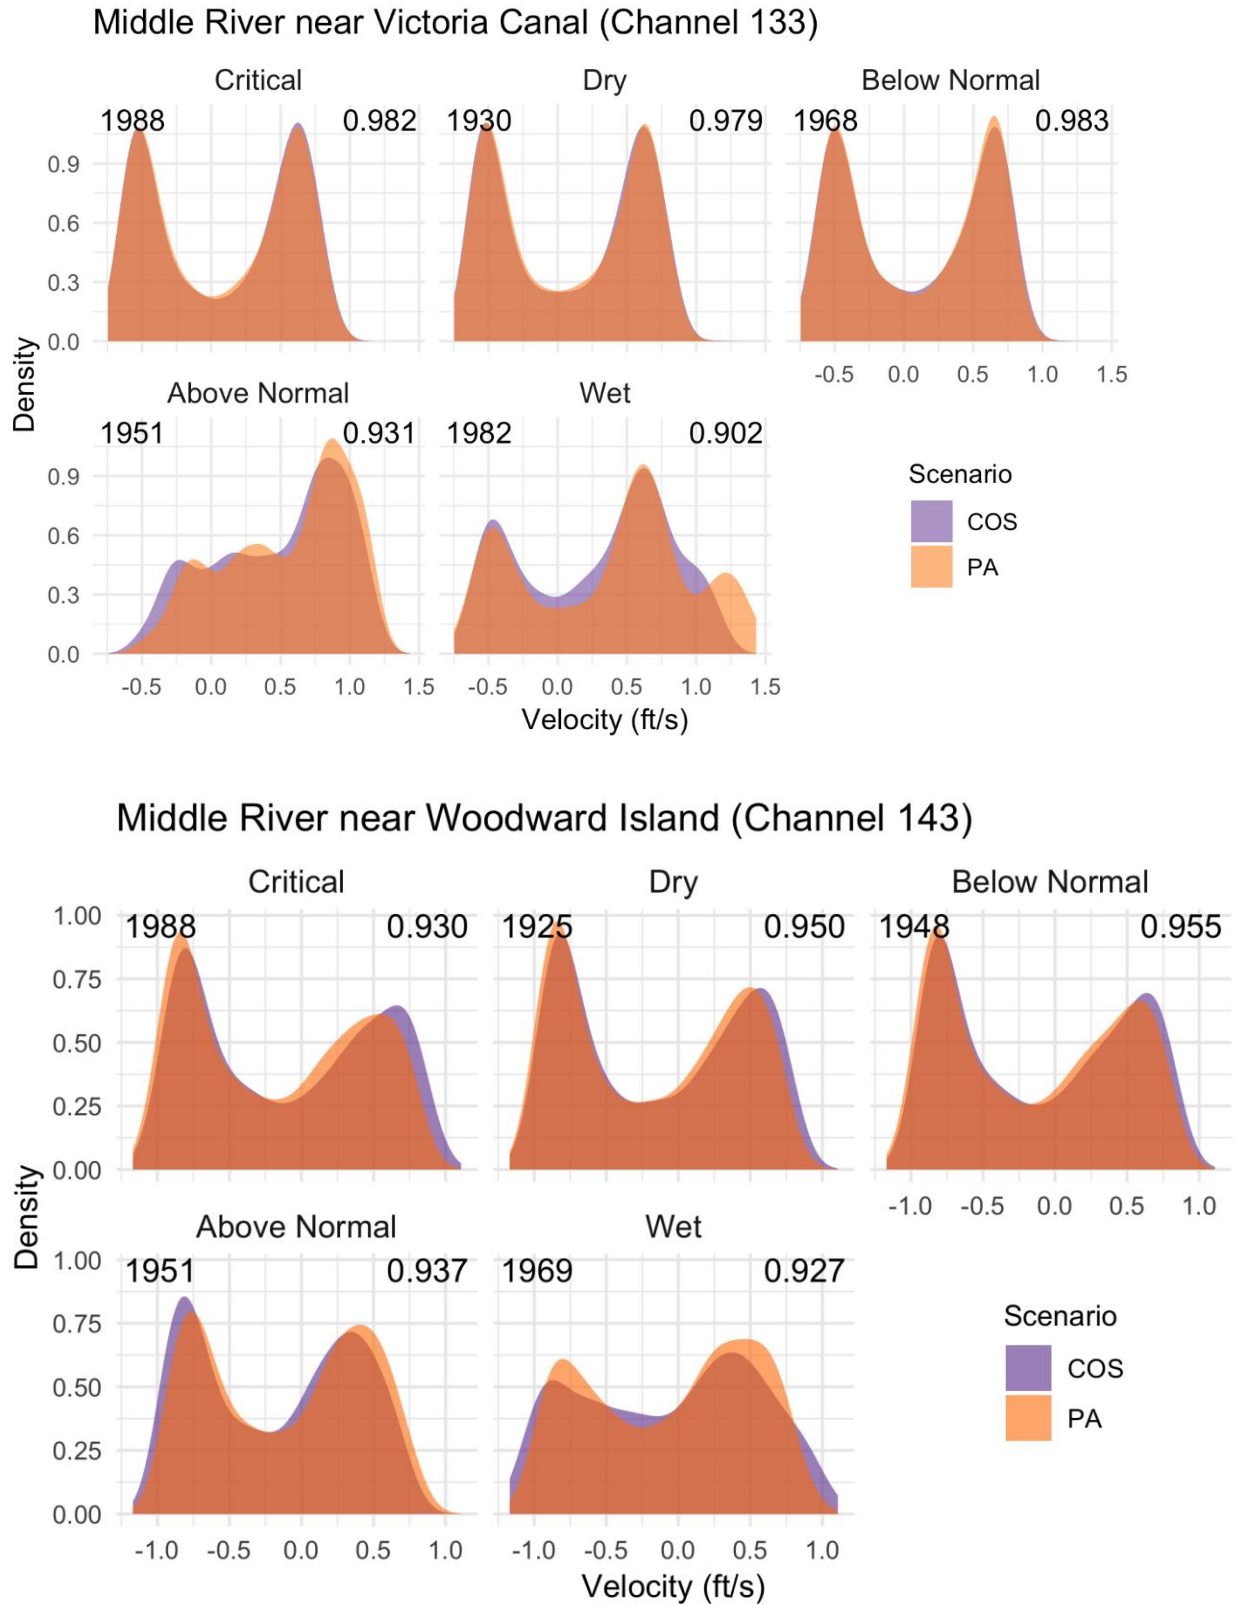 Middle River near Victoria Canal (Channel 133)
Critical Dry Below Normal
1988 0.982 1930 0.979 1968 0.983
0.9
0.6
0.3
0.0
-0.5 0.0 0.5 1.0 1.5
Density
Above Normal Wet
1951 0.931 1982 0.902
0.9
0.6
0.3
0.0
-0.5 0.0 0.5 1.0 1.5 -0.5 0.0 0.5 1.0 1.5
Velocity (ft/s)
Scenario
COS
PA
Middle River near Woodward Island (Channel 143)
Critical Dry Below Normal
1.00
1988 0.930 1925 0.950 1948 0.955
0.75
0.50
0.25
0.00
-1.0 -0.5 0.0 0.5 1.0
Density
Above Normal Wet
1.00
1951 0.937 1969 0.927
0.75
0.50
0.25
0.00
-1.0 -0.5 0.0 0.5 1.0 -1.0 -0.5 0.0 0.5 1.0
Velocity (ft/s)
Scenario
COS
PA